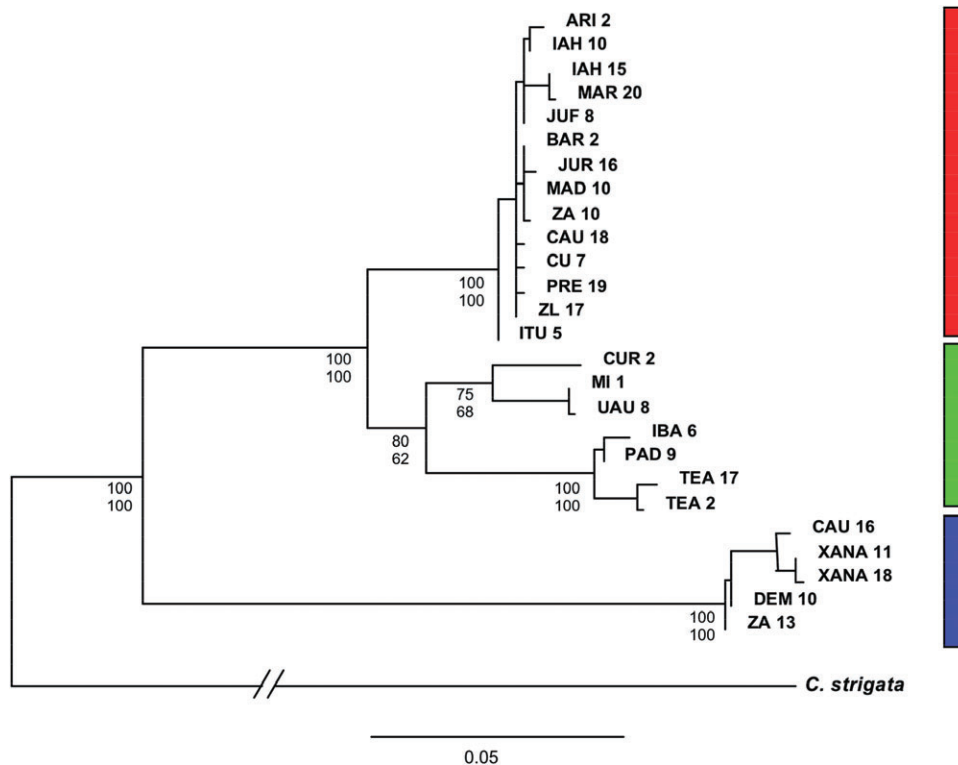 ARI 2
IAH 10
IAH 15
MAR 20
JUF 8
BAR 2
JUR 16
MAD 10
ZA 10
CAU 18
CU 7
PRE 19
ZL 17
ITU 5
100
100
100
100
CUR 2
MI 1
UAU 8
75
68
IBA 6
PAD 9
80
62
TEA 17
TEA 2
100
100
100
100
CAU 16
XANA 11
XANA 18
DEM 10
ZA 13
100
100
C. strigata
0.05